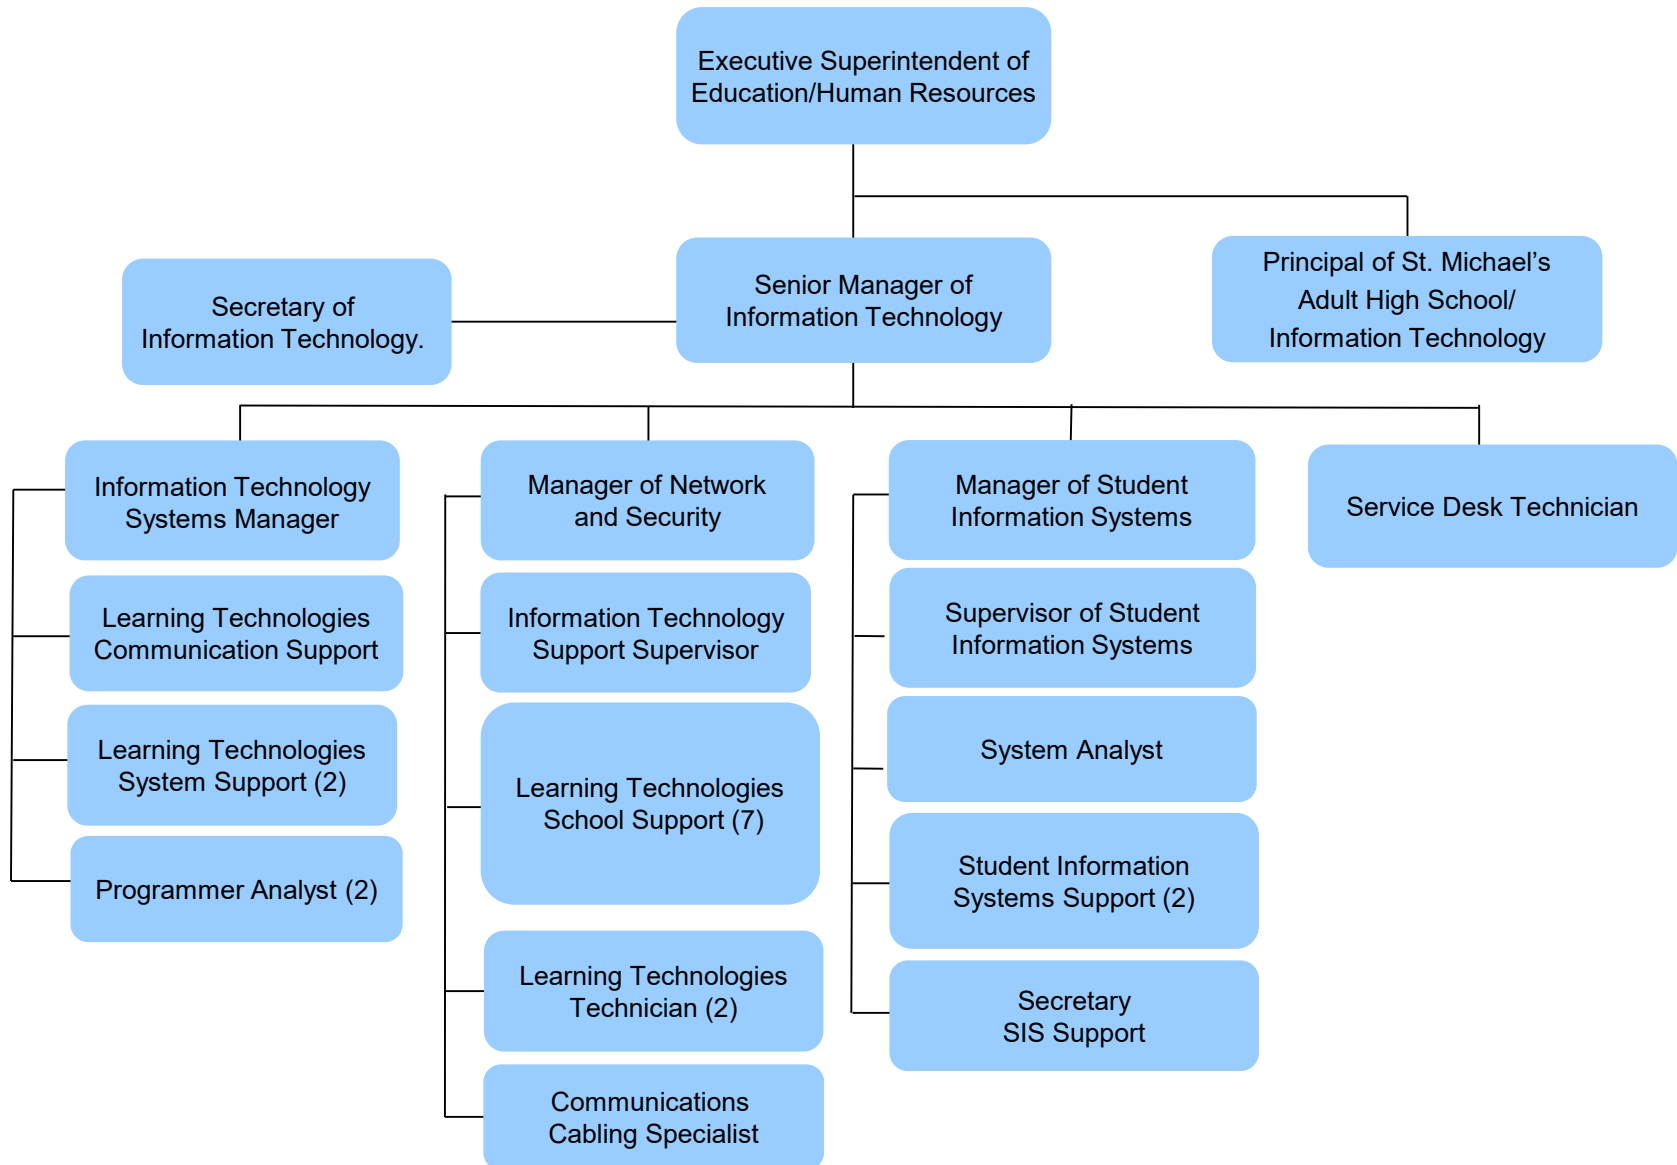 Executive Superintendent of
Education/Human Resources
Secretary of
Information Technology.
Senior Manager of
Information Technology
Principal of St. Michael’s
Adult High School/
Information Technology
Information Technology
Systems Manager
Learning Technologies
Communication Support
Learning Technologies
System Support (2)
Programmer Analyst (2)
Manager of Network
and Security
Information Technology
Support Supervisor
Learning Technologies
School Support (7)
Learning Technologies
Technician (2)
Communications
Cabling Specialist
Manager of Student
Information Systems
Supervisor of Student
Information Systems
System Analyst
Student Information
Systems Support (2)
Secretary
SIS Support
Service Desk Technician